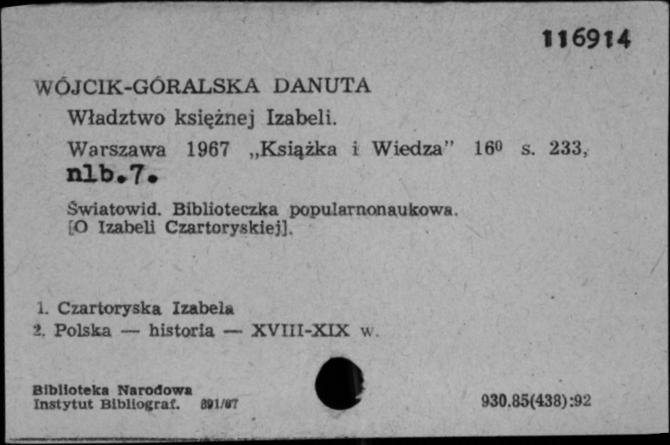 116914
WÓJCIK-GÓRALSKA DANUTA
Władztwo księżnej Izabeli.
Warszawa 1967 „Książka i Wiedza” 16⁰ s. 233,
nlb.7.
Światowid. Biblioteczka popularnonaukowa.
[O Izabeli Czartoryskiej].
1. Czartoryska Izabela
2. Polska — historia — XVIII-XIX w.
Biblioteka Narodowa
Instytut Bibliograf. 891/67
930.85(438):92